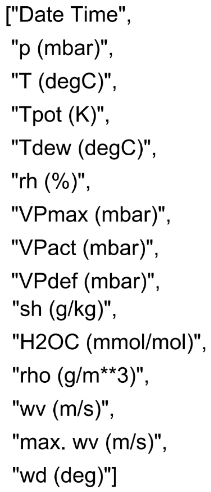 ["Date Time",
"p (mbar)",
"T (degC)",
"Tpot (K)",
"Tdew (degC)",
"rh (%)",
"VPmax (mbar)",
"VPact (mbar)",
"VPdef (mbar)",
"sh (g/kg)",
"H2OC (mmol/mol)",
"rho (g/m**3)",
"wv (m/s)",
"max. wv (m/s)",
"wd (deg)"]